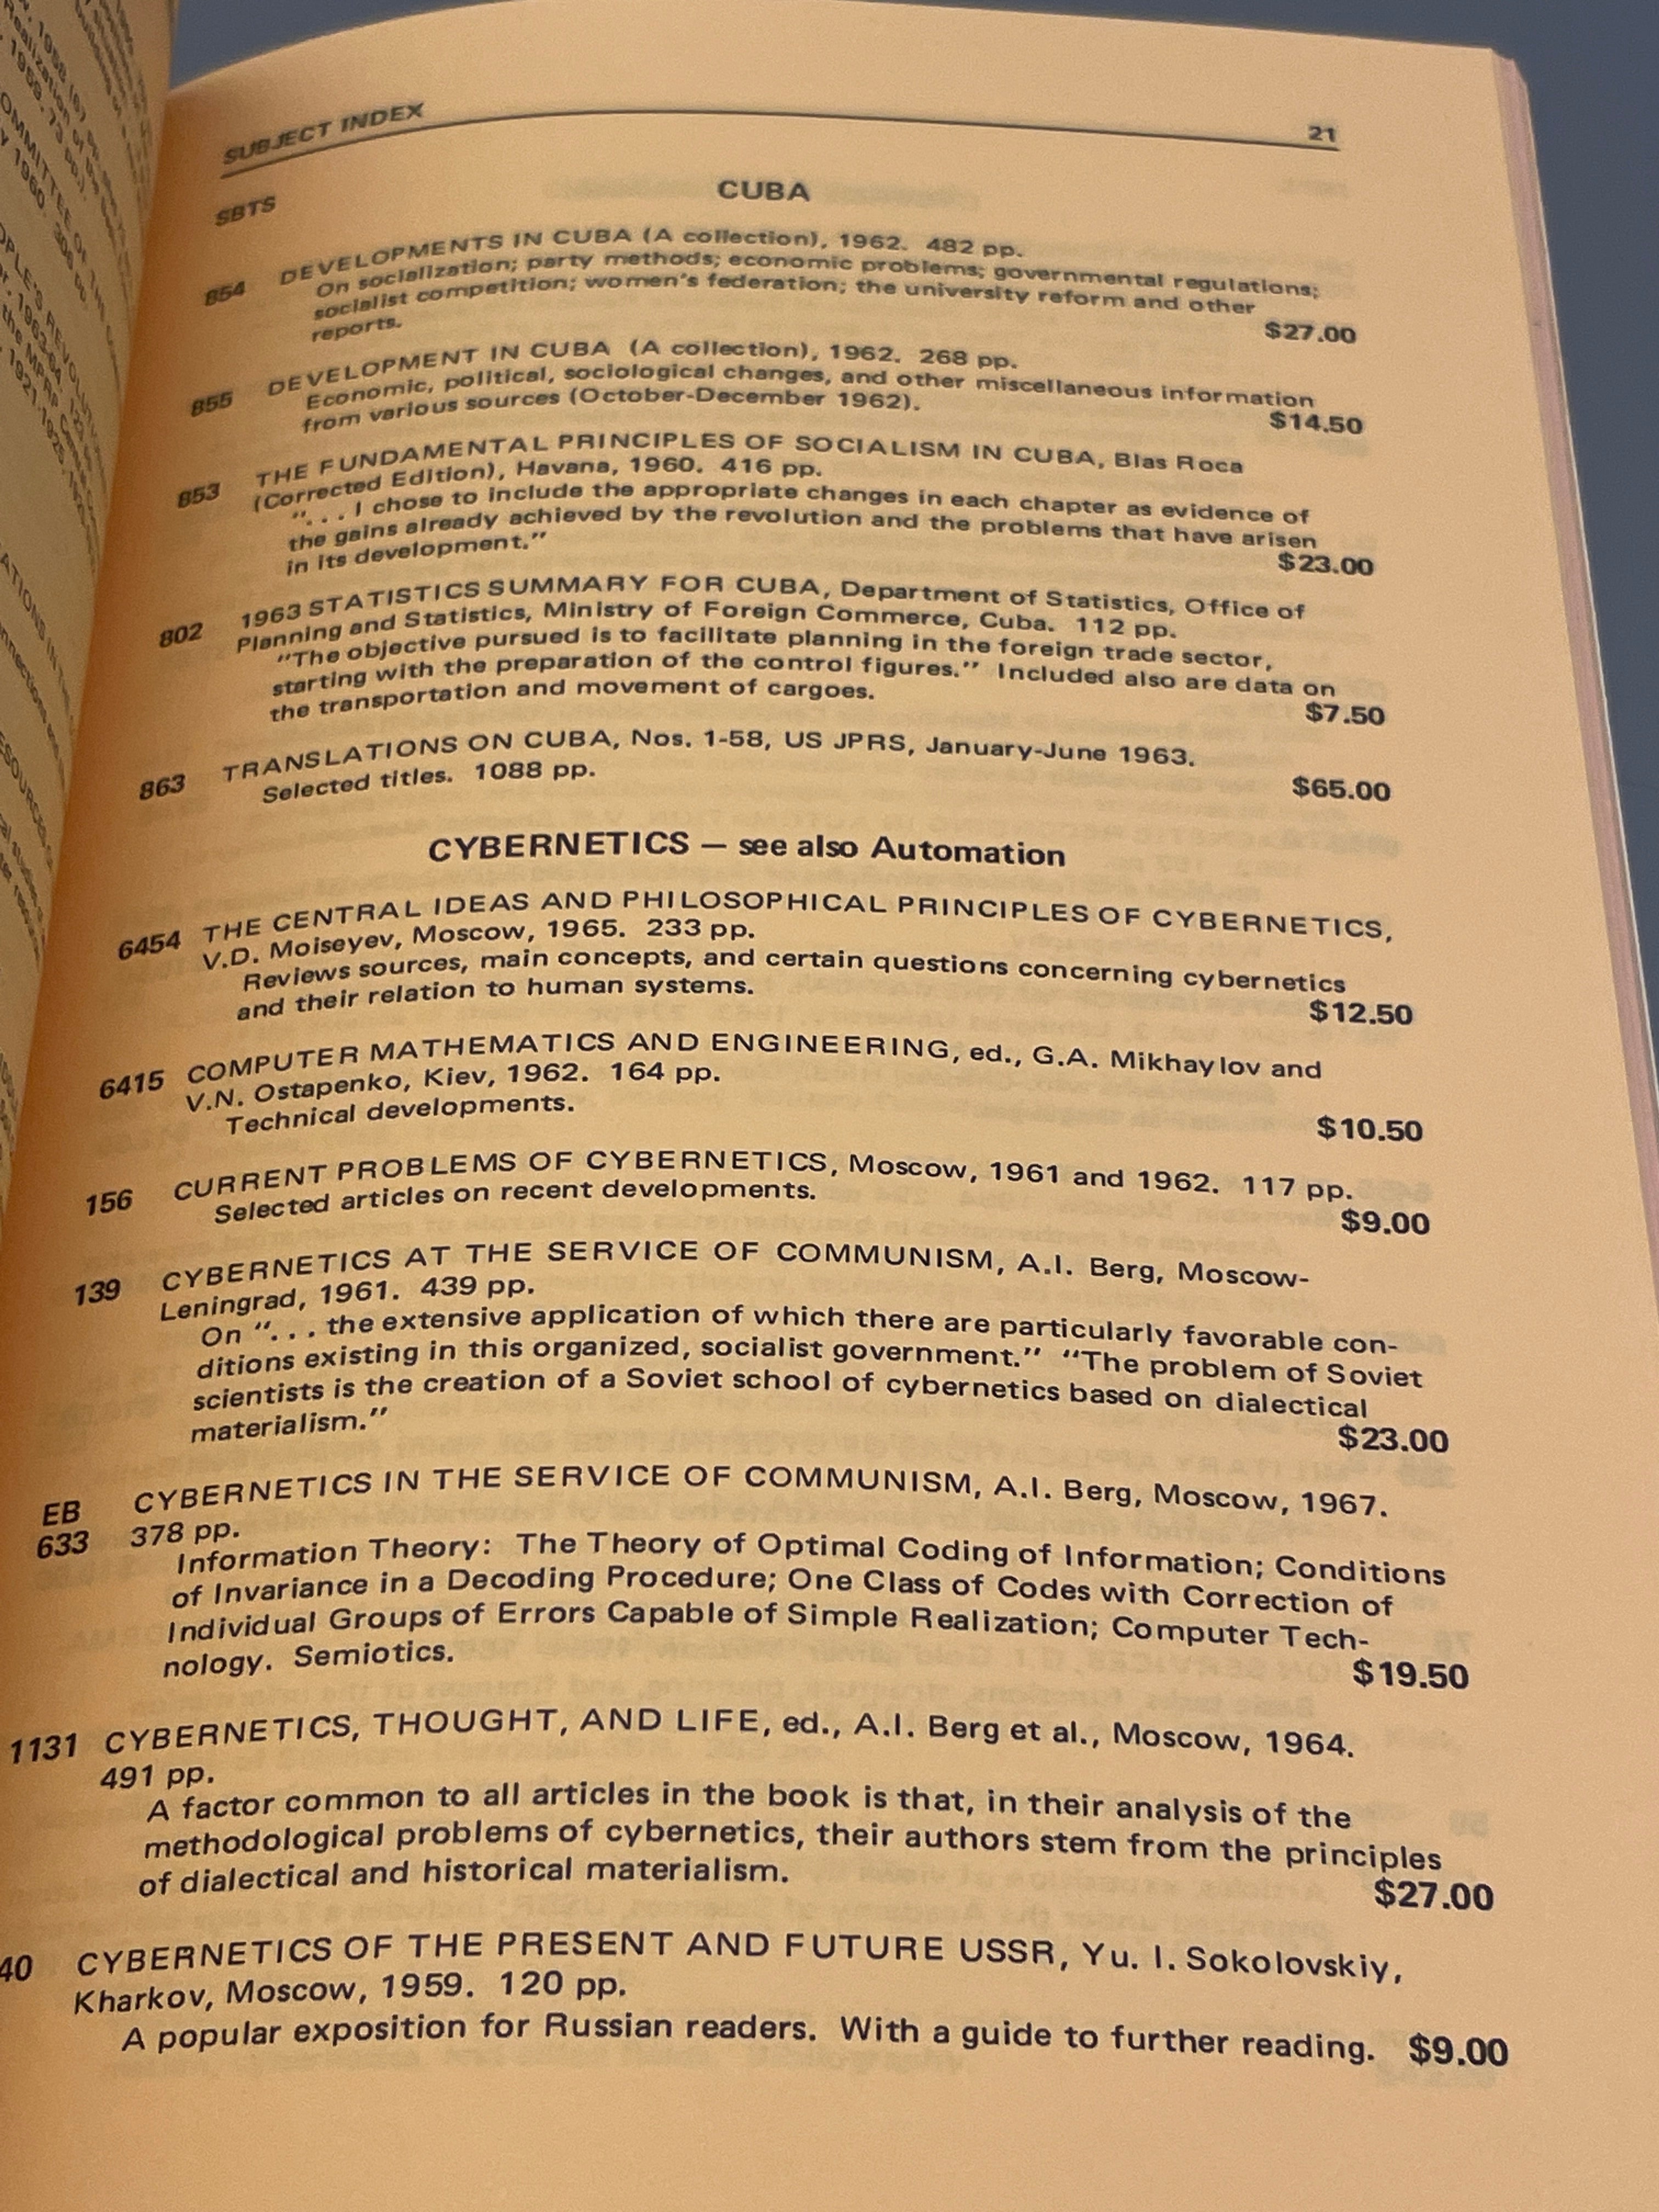 SUBJECT INDEX 21
SBTS
CUBA
854 DEVELOPMENTS IN CUBA (A collection), 1962. 482 pp.
On socialization; party methods; economic problems; governmental regulations;
socialist competition; women's federation; the university reform and other
reports. $27.00
855 DEVELOPMENT IN CUBA (A collection), 1962. 268 pp.
Economic, political, sociological changes, and other miscellaneous information
from various sources (October-December 1962). $14.50
853 THE FUNDAMENTAL PRINCIPLES OF SOCIALISM IN CUBA, Blas Roca
(Corrected Edition), Havana, 1960. 416 pp.
". . . I chose to include the appropriate changes in each chapter as evidence of
the gains already achieved by the revolution and the problems that have arisen
in its development." $23.00
802 1963 STATISTICS SUMMARY FOR CUBA, Department of Statistics, Office of
Planning and Statistics, Ministry of Foreign Commerce, Cuba. 112 pp.
"The objective pursued is to facilitate planning in the foreign trade sector,
starting with the preparation of the control figures." Included also are data on
the transportation and movement of cargoes. $7.50
863 TRANSLATIONS ON CUBA, Nos. 1-58, US JPRS, January-June 1963.
Selected titles. 1088 pp. $65.00
CYBERNETICS — see also Automation
6454 THE CENTRAL IDEAS AND PHILOSOPHICAL PRINCIPLES OF CYBERNETICS,
V.D. Moiseyev, Moscow, 1965. 233 pp.
Reviews sources, main concepts, and certain questions concerning cybernetics
and their relation to human systems. $12.50
6415 COMPUTER MATHEMATICS AND ENGINEERING, ed., G.A. Mikhaylov and
V.N. Ostapenko, Kiev, 1962. 164 pp.
Technical developments. $10.50
156 CURRENT PROBLEMS OF CYBERNETICS, Moscow, 1961 and 1962. 117 pp.
Selected articles on recent developments. $9.00
139 CYBERNETICS AT THE SERVICE OF COMMUNISM, A.I. Berg, Moscow-
Leningrad, 1961. 439 pp.
On ". . . the extensive application of which there are particularly favorable con-
ditions existing in this organized, socialist government." "The problem of Soviet
scientists is the creation of a Soviet school of cybernetics based on dialectical
materialism." $23.00
EB CYBERNETICS IN THE SERVICE OF COMMUNISM, A.I. Berg, Moscow, 1967.
633 378 pp.
Information Theory: The Theory of Optimal Coding of Information; Conditions
of Invariance in a Decoding Procedure; One Class of Codes with Correction of
Individual Groups of Errors Capable of Simple Realization; Computer Tech-
nology. Semiotics. $19.50
1131 CYBERNETICS, THOUGHT, AND LIFE, ed., A.I. Berg et al., Moscow, 1964.
491 pp.
A factor common to all articles in the book is that, in their analysis of the
methodological problems of cybernetics, their authors stem from the principles
of dialectical and historical materialism. $27.00
40 CYBERNETICS OF THE PRESENT AND FUTURE USSR, Yu. I. Sokolovskiy,
Kharkov, Moscow, 1959. 120 pp.
A popular exposition for Russian readers. With a guide to further reading. $9.00